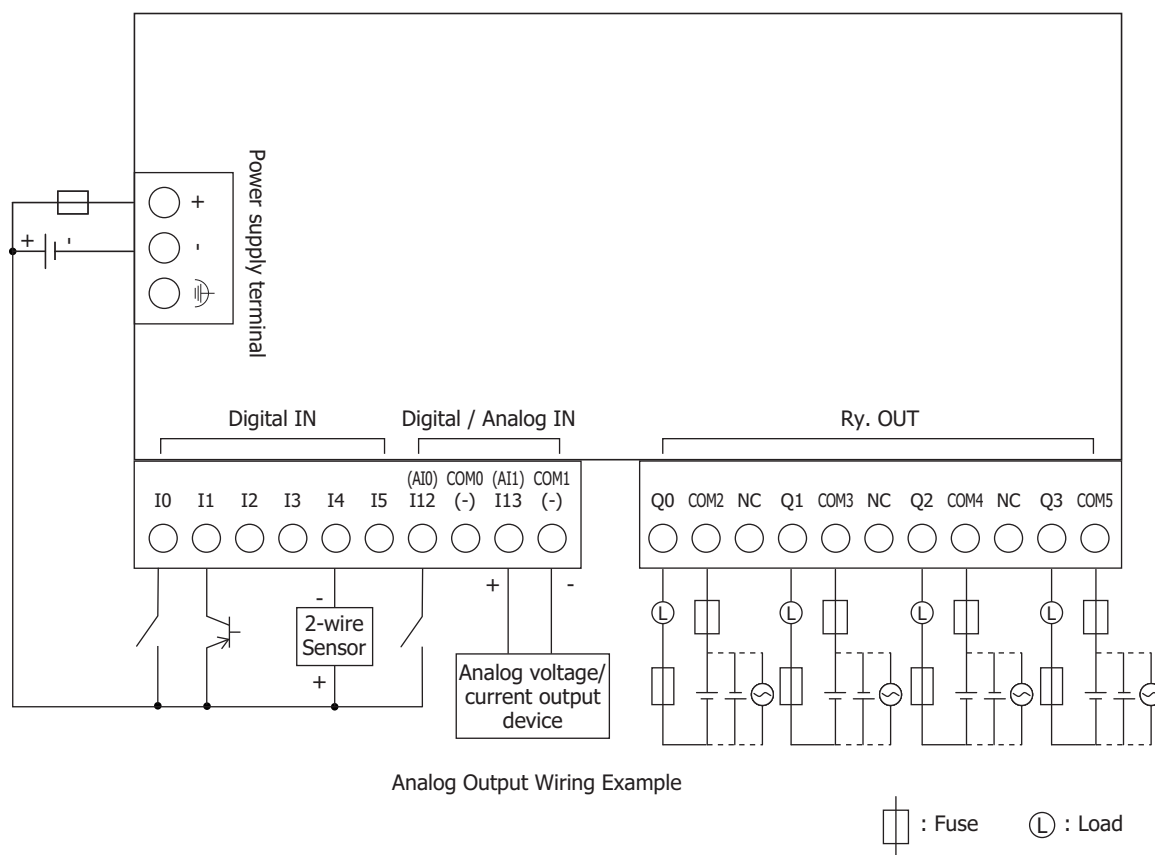 +
Power supply terminal
+ -
-
Digital IN Digital / Analog IN Ry. OUT
(AI0) COM0 (AI1) COM1
I0 I1 I2 I3 I4 I5 I12 (-) I13 (-) Q0 COM2 NC Q1 COM3 NC Q2 COM4 NC Q3 COM5
- + -
2-wire
Sensor
+
L L L L
Analog voltage/
current output
device
Analog Output Wiring Example
: Fuse L : Load